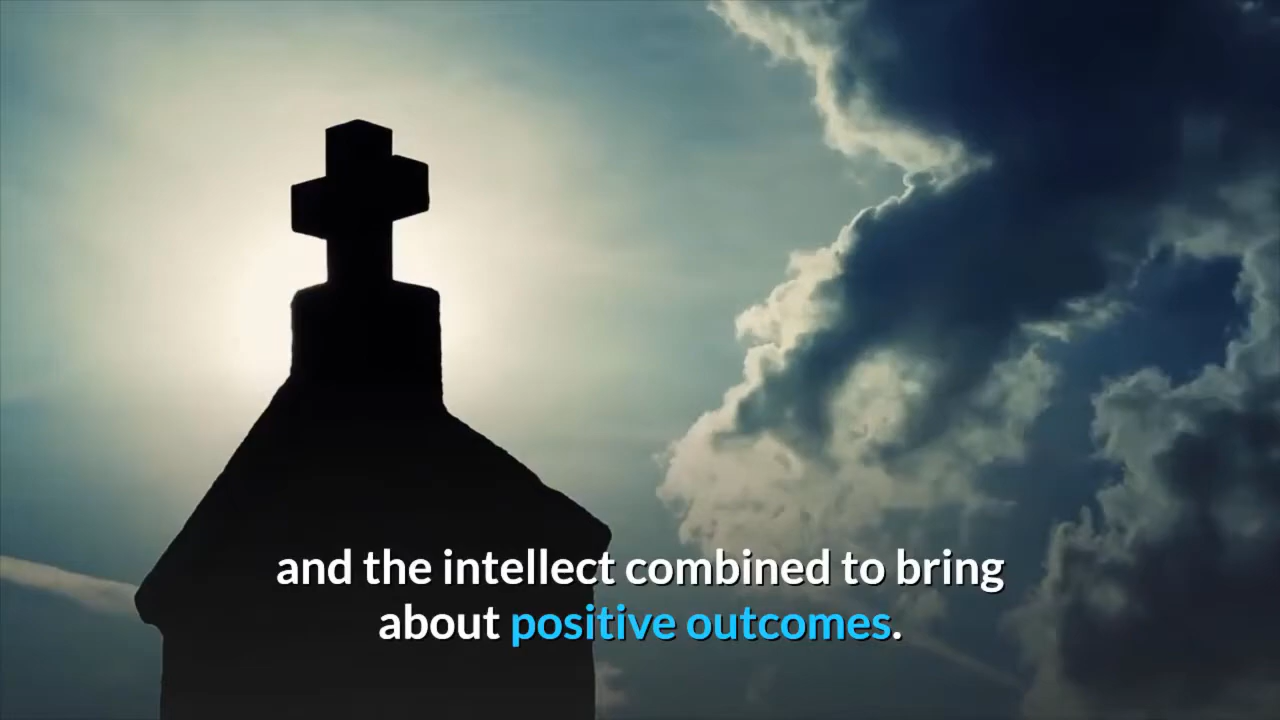 and the intellect combined to bring
about positive outcomes.